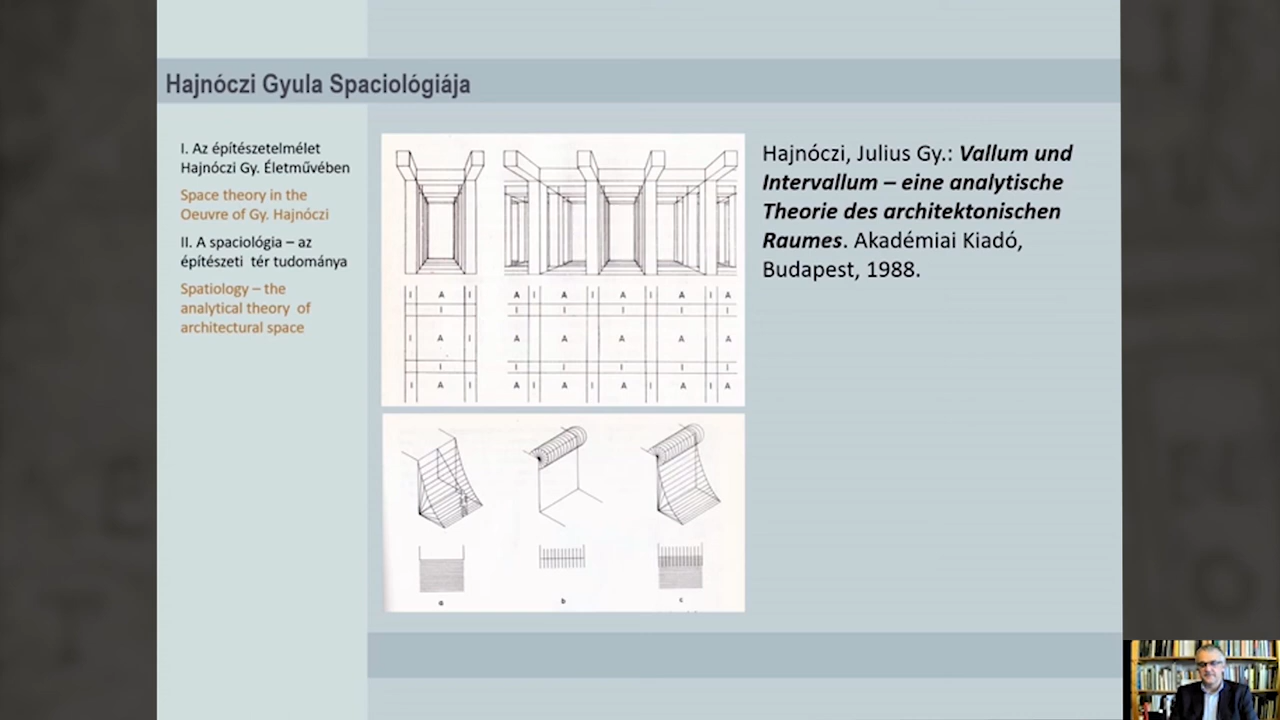 Hajnóczi Gyula Spaciológiája
I. Az építészetelmélet
Hajnóczi Gy. Életművében
Space theory in the
Oeuvre of Gy. Hajnóczi
II. A spaciológia – az
építészeti tér tudománya
Spatiology – the
analytical theory of
architectural space
Hajnóczi, Julius Gy.: Vallum und
Intervallum – eine analytische
Theorie des architektonischen
Raumes. Akadémiai Kiadó,
Budapest, 1988.
I A I A I A I A I A I A
I I I I I
I A I A A A A A
I I I I I
I A I A I A I A I A I A
a b c